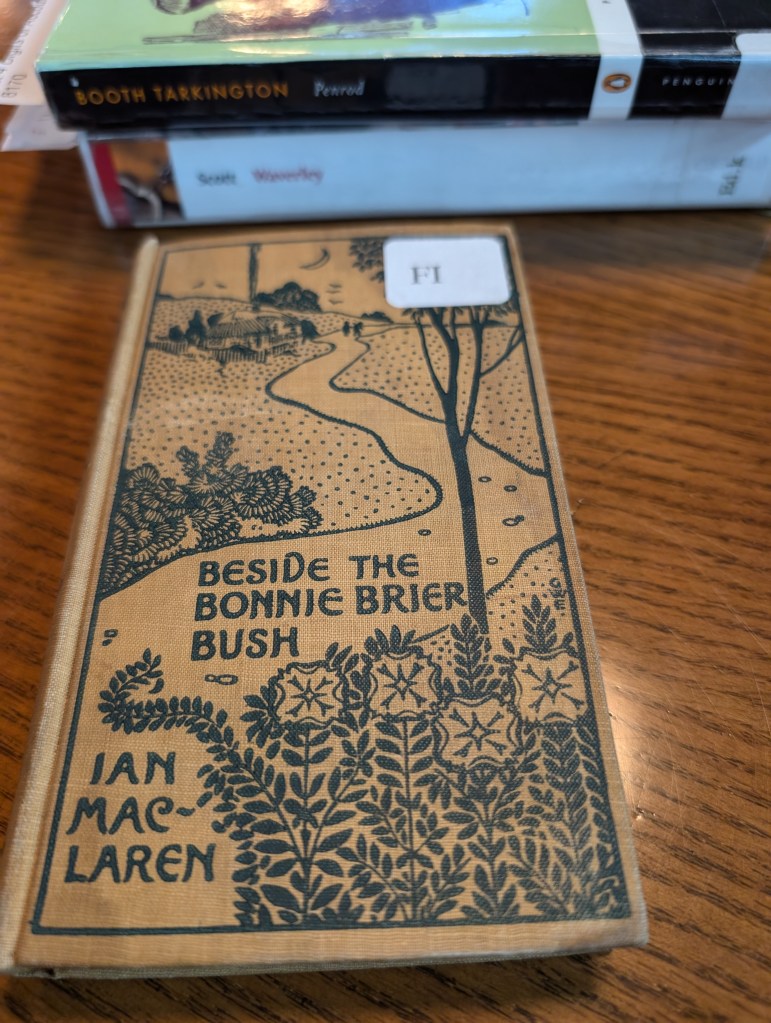 BOOTH TARKINGTON Penrod PENGUIN
Scott Waverley
FI
BESIDE THE
BONNIE BRIER
BUSH
IAN
MAC-
LAREN